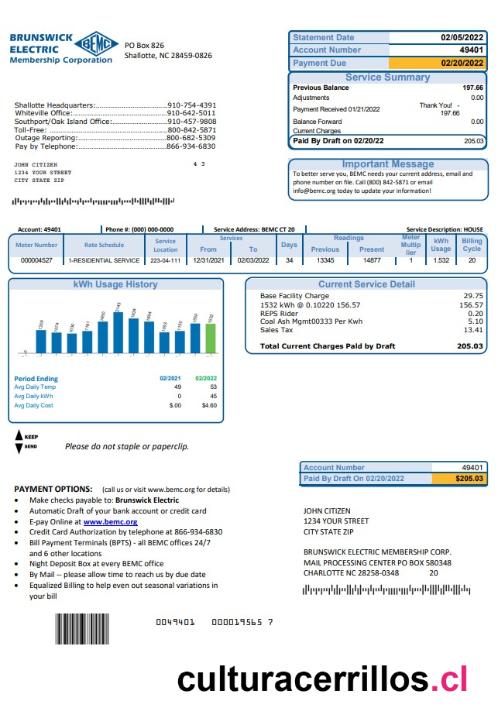 BRUNSWICK
ELECTRIC
Membership Corporation
BEMC
PO Box 826
Shallotte, NC 28459-0826
Statement Date 02/05/2022
Account Number 49401
Payment Due 02/20/2022
Service Summary
Previous Balance 197.66
Adjustments 0.00
Payment Received 01/21/2022 Thank You! -
197.66
Balance Forward 0.00
Current Charges
Paid By Draft on 02/20/22 205.03
Shallotte Headquarters:...910-754-4391
Whiteville Office:...910-642-5011
Southport/Oak Island Office:...910-457-9808
Toll-Free: ...800-842-5871
Outage Reporting:...800-682-5309
Pay by Telephone:...866-934-6830
Important Message
To better serve you, BEMC needs your current address, email and
phone number on file. Call (800) 842-5871 or email
info@bemc.org today to update your information!
JOHN CITIZEN 4 3
1234 YOUR STREET
CITY STATE ZIP
Account: 49401 Phone #: (000) 000-0000 Service Address: BEMC CT 20 Service Description: HOUSE
Meter Number Rate Schedule Service Location Services From To Days Readings Previous Present Meter Multiplier kWh Usage Billing Cycle
000004527 1-RESIDENTIAL SERVICE 223-04-111 12/31/2021 02/03/2022 34 13345 14877 1 1,532 20
kWh Usage History
Period Ending 02/2021 02/2022
Avg Daily Temp 49 53
Avg Daily kWh 0 45
Avg Daily Cost $.00 $4.60
Current Service Detail
Base Facility Charge 29.75
1532 kWh @ 0.10220 156.57 156.57
REPS Rider 0.20
Coal Ash Mgmt00333 Per Kwh 5.10
Sales Tax 13.41
Total Current Charges Paid by Draft 205.03
KEEP
SEND
Please do not staple or paperclip.
Account Number 49401
Paid By Draft On 02/20/2022 $205.03
PAYMENT OPTIONS: (call us or visit www.bemc.org for details)
• Make checks payable to: Brunswick Electric
• Automatic Draft of your bank account or credit card
• E-pay Online at www.bemc.org
• Credit Card Authorization by telephone at 866-934-6830
• Bill Payment Terminals (BPTS) - all BEMC offices 24/7
and 6 other locations
• Night Deposit Box at every BEMC office
• By Mail -- please allow time to reach us by due date
• Equalized Billing to help even out seasonal variations in
your bill
JOHN CITIZEN
1234 YOUR STREET
CITY STATE ZIP
BRUNSWICK ELECTRIC MEMBERSHIP CORP.
MAIL PROCESSING CENTER PO BOX 580348
CHARLOTTE NC 28258-0348 20
0049401 000019565 7
culturacerrillos.cl